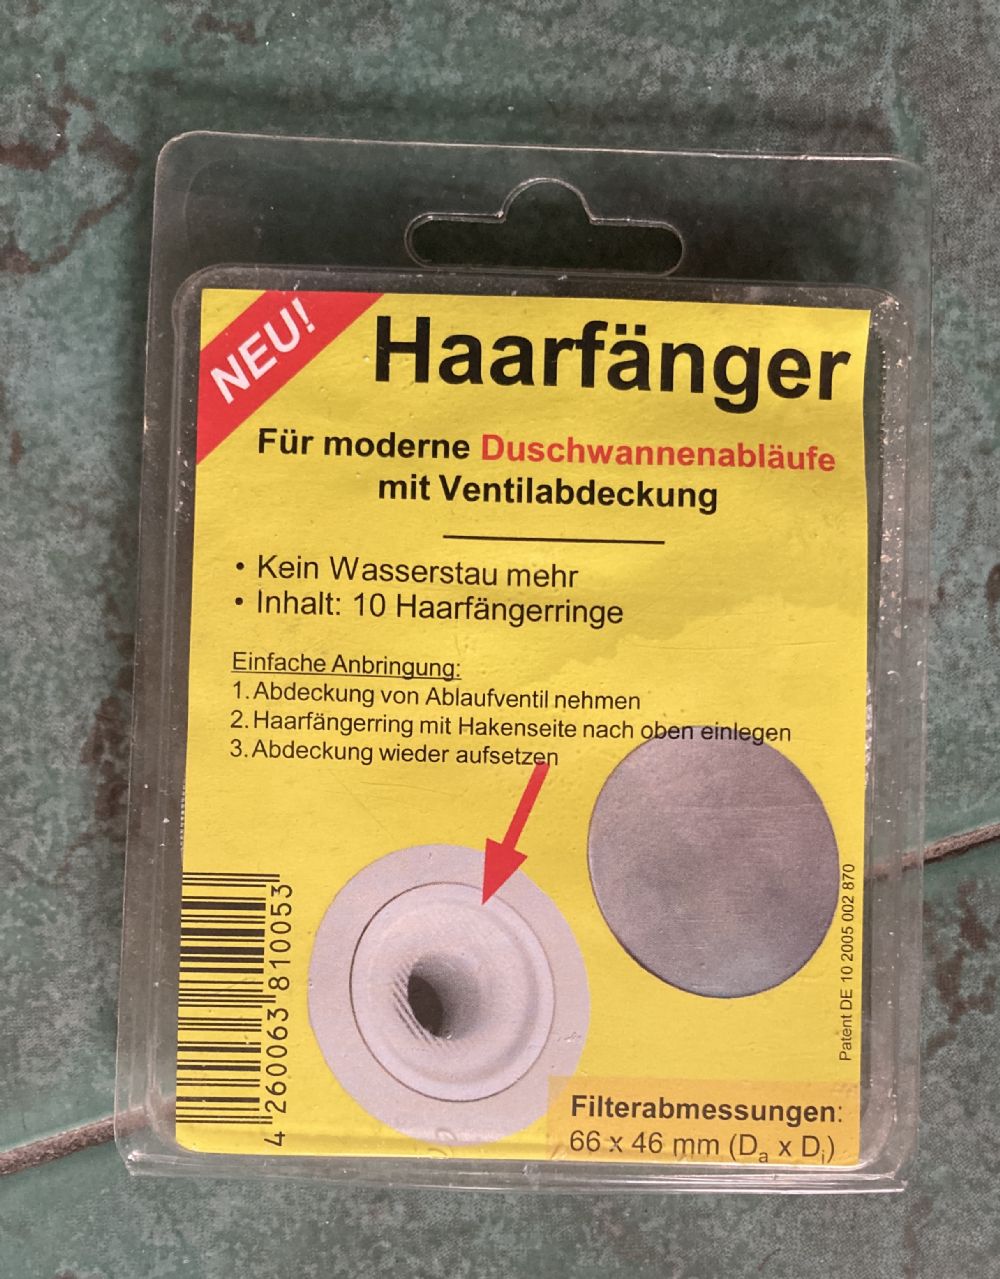 NEU!
Haarfänger
Für moderne Duschwannenabläufe
mit Ventilabdeckung
• Kein Wasserstau mehr
• Inhalt: 10 Haarfängerringe
Einfache Anbringung:
1. Abdeckung von Ablaufventil nehmen
2. Haarfängerring mit Hakenseite nach oben einlegen
3. Abdeckung wieder aufsetzen
4 260063 810053
Patent DE 10 2005 002 870
Filterabmessungen:
66 x 46 mm (Da x Di)